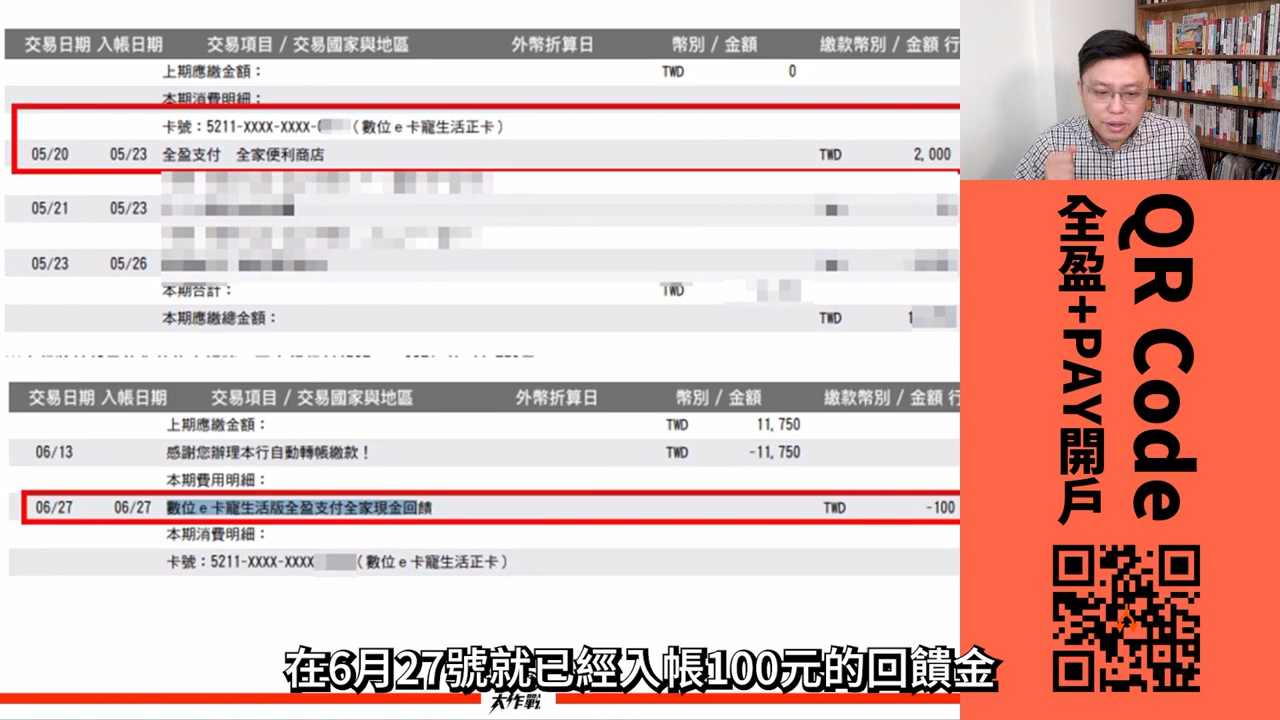 交易日期 入帳日期 交易項目 / 交易國家與地區 外幣折算日 幣別 / 金額 繳款幣別 / 金額 行
上期應繳金額： TWD 0
本期消費明細：
卡號：5211-XXXX-XXXX- （數位ｅ卡寵生活正卡）
05/20 05/23 全盈支付 全家便利商店 TWD 2,000
05/21 05/23
05/23 05/26
本期合計： TWD
本期應繳總金額： TWD 1
交易日期 入帳日期 交易項目 / 交易國家與地區 外幣折算日 幣別 / 金額 繳款幣別 / 金額 行
上期應繳金額： TWD 11,750
06/13 感謝您辦理本行自動轉帳繳款！ TWD -11,750
本期費用明細：
06/27 06/27 數位ｅ卡寵生活版全盈支付全家現金回饋 TWD -100
本期消費明細：
卡號：5211-XXXX-XXXX （數位ｅ卡寵生活正卡）
QR Code
全盈+PAY開戶
在6月27號就已經入帳100元的回饋金
大作戰